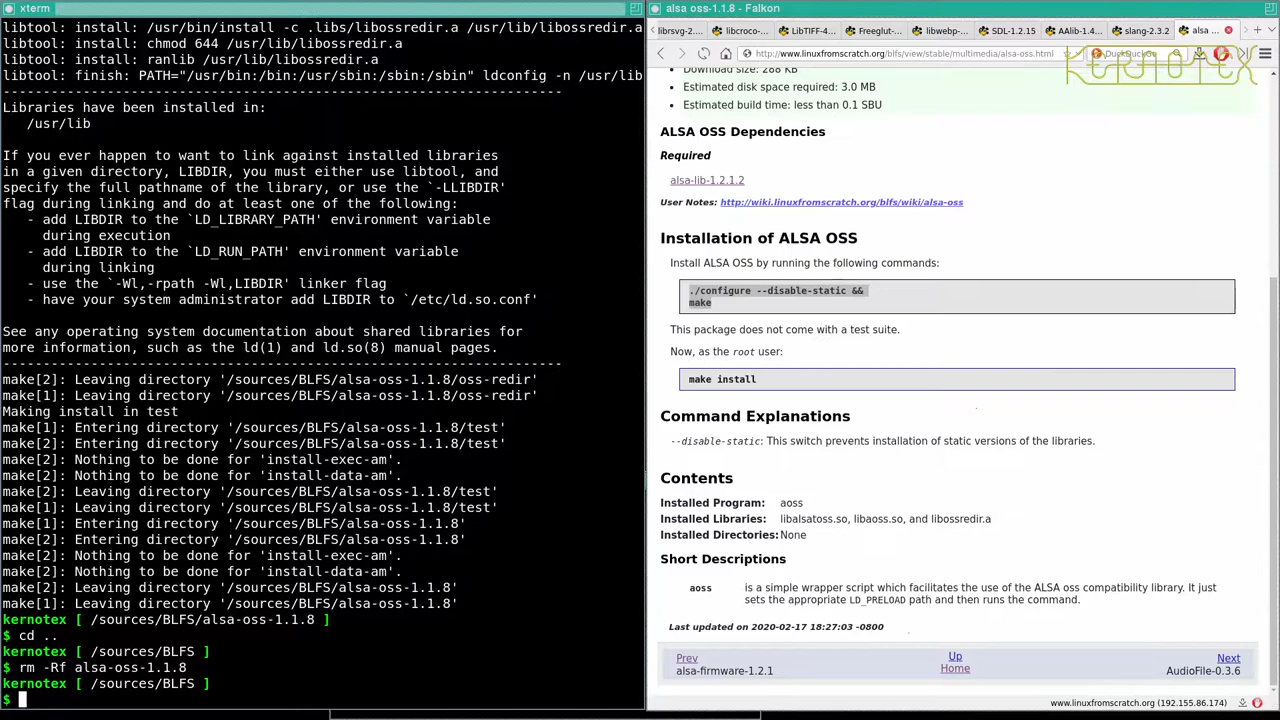 xterm
libtool: install: /usr/bin/install -c .libs/libossredir.a /usr/lib/libossredir.a
libtool: install: chmod 644 /usr/lib/libossredir.a
libtool: install: ranlib /usr/lib/libossredir.a
libtool: finish: PATH="/usr/bin:/bin:/usr/sbin:/sbin:/sbin" ldconfig -n /usr/lib
----------------------------------------------------------------------
Libraries have been installed in:
/usr/lib
If you ever happen to want to link against installed libraries
in a given directory, LIBDIR, you must either use libtool, and
specify the full pathname of the library, or use the `-LLIBDIR'
flag during linking and do at least one of the following:
- add LIBDIR to the `LD_LIBRARY_PATH' environment variable
during execution
- add LIBDIR to the `LD_RUN_PATH' environment variable
during linking
- use the `-Wl,-rpath -Wl,LIBDIR' linker flag
- have your system administrator add LIBDIR to `/etc/ld.so.conf'
See any operating system documentation about shared libraries for
more information, such as the ld(1) and ld.so(8) manual pages.
----------------------------------------------------------------------
make[2]: Leaving directory '/sources/BLFS/alsa-oss-1.1.8/oss-redir'
make[1]: Leaving directory '/sources/BLFS/alsa-oss-1.1.8/oss-redir'
Making install in test
make[1]: Entering directory '/sources/BLFS/alsa-oss-1.1.8/test'
make[2]: Entering directory '/sources/BLFS/alsa-oss-1.1.8/test'
make[2]: Nothing to be done for 'install-exec-am'.
make[2]: Nothing to be done for 'install-data-am'.
make[2]: Leaving directory '/sources/BLFS/alsa-oss-1.1.8/test'
make[1]: Leaving directory '/sources/BLFS/alsa-oss-1.1.8/test'
make[1]: Entering directory '/sources/BLFS/alsa-oss-1.1.8'
make[2]: Entering directory '/sources/BLFS/alsa-oss-1.1.8'
make[2]: Nothing to be done for 'install-exec-am'.
make[2]: Nothing to be done for 'install-data-am'.
make[2]: Leaving directory '/sources/BLFS/alsa-oss-1.1.8'
make[1]: Leaving directory '/sources/BLFS/alsa-oss-1.1.8'
kernotex [ /sources/BLFS/alsa-oss-1.1.8 ]
$ cd ..
kernotex [ /sources/BLFS ]
$ rm -Rf alsa-oss-1.1.8
kernotex [ /sources/BLFS ]
$
alsa oss-1.1.8 - Falkon
librsvg-2.... libcroco-... LibTIFF-4... Freeglut-... libwebp-... SDL-1.2.15 AAlib-1.4... slang-2.3.2 alsa ...
http://www.linuxfromscratch.org/blfs/view/stable/multimedia/alsa-oss.html DuckDuckGo
KERNOTEX
Download size: 288 KB
Estimated disk space required: 3.0 MB
Estimated build time: less than 0.1 SBU
ALSA OSS Dependencies
Required
alsa-lib-1.2.1.2
User Notes: http://wiki.linuxfromscratch.org/blfs/wiki/alsa-oss
Installation of ALSA OSS
Install ALSA OSS by running the following commands:
./configure --disable-static &&
make
This package does not come with a test suite.
Now, as the root user:
make install
Command Explanations
--disable-static: This switch prevents installation of static versions of the libraries.
Contents
Installed Program: aoss
Installed Libraries: libalsatoss.so, libaoss.so, and libossredir.a
Installed Directories: None
Short Descriptions
aoss is a simple wrapper script which facilitates the use of the ALSA oss compatibility library. It just
sets the appropriate LD_PRELOAD path and then runs the command.
Last updated on 2020-02-17 18:27:03 -0800
Prev Up Next
alsa-firmware-1.2.1 Home AudioFile-0.3.6
www.linuxfromscratch.org (192.155.86.174)